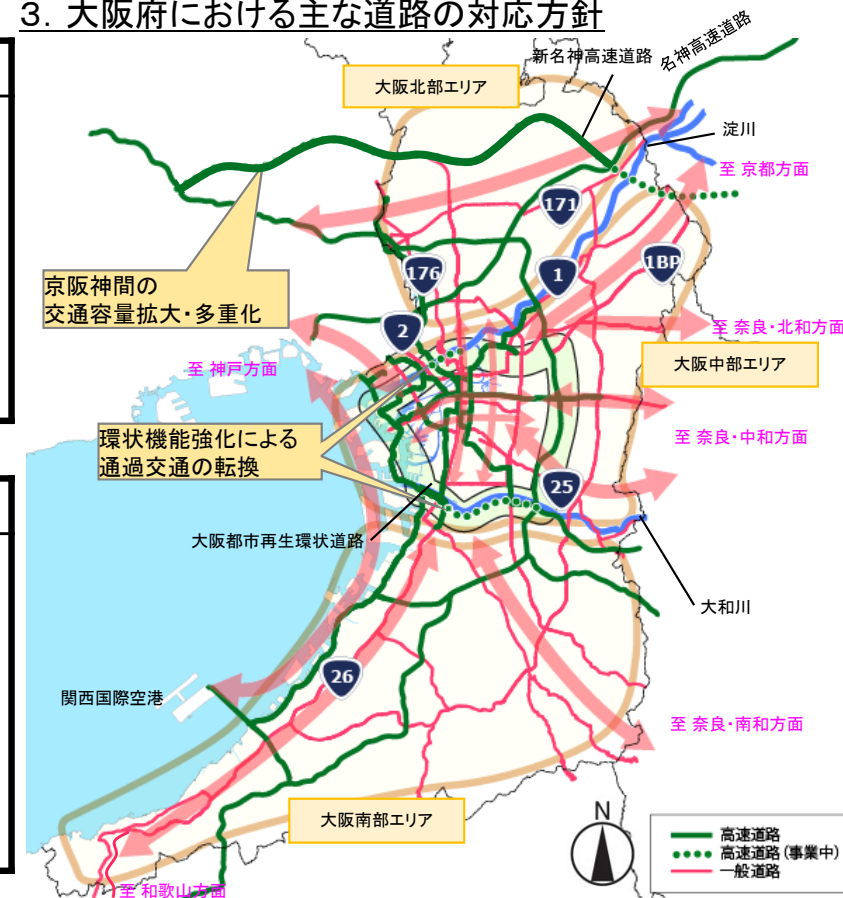 3．大阪府における主な道路の対応方針
新名神高速道路
名神高速道路
大阪北部エリア
淀川
至 京都方面
171
1BP
176
1
京阪神間の
交通容量拡大・多重化
2
至 奈良・北和方面
大阪中部エリア
至 神戸方面
環状機能強化による
通過交通の転換
至 奈良・中和方面
25
大阪都市再生環状道路
大和川
26
関西国際空港
至 奈良・南和方面
大阪南部エリア
N
高速道路
高速道路（事業中）
一般道路
至 和歌山方面